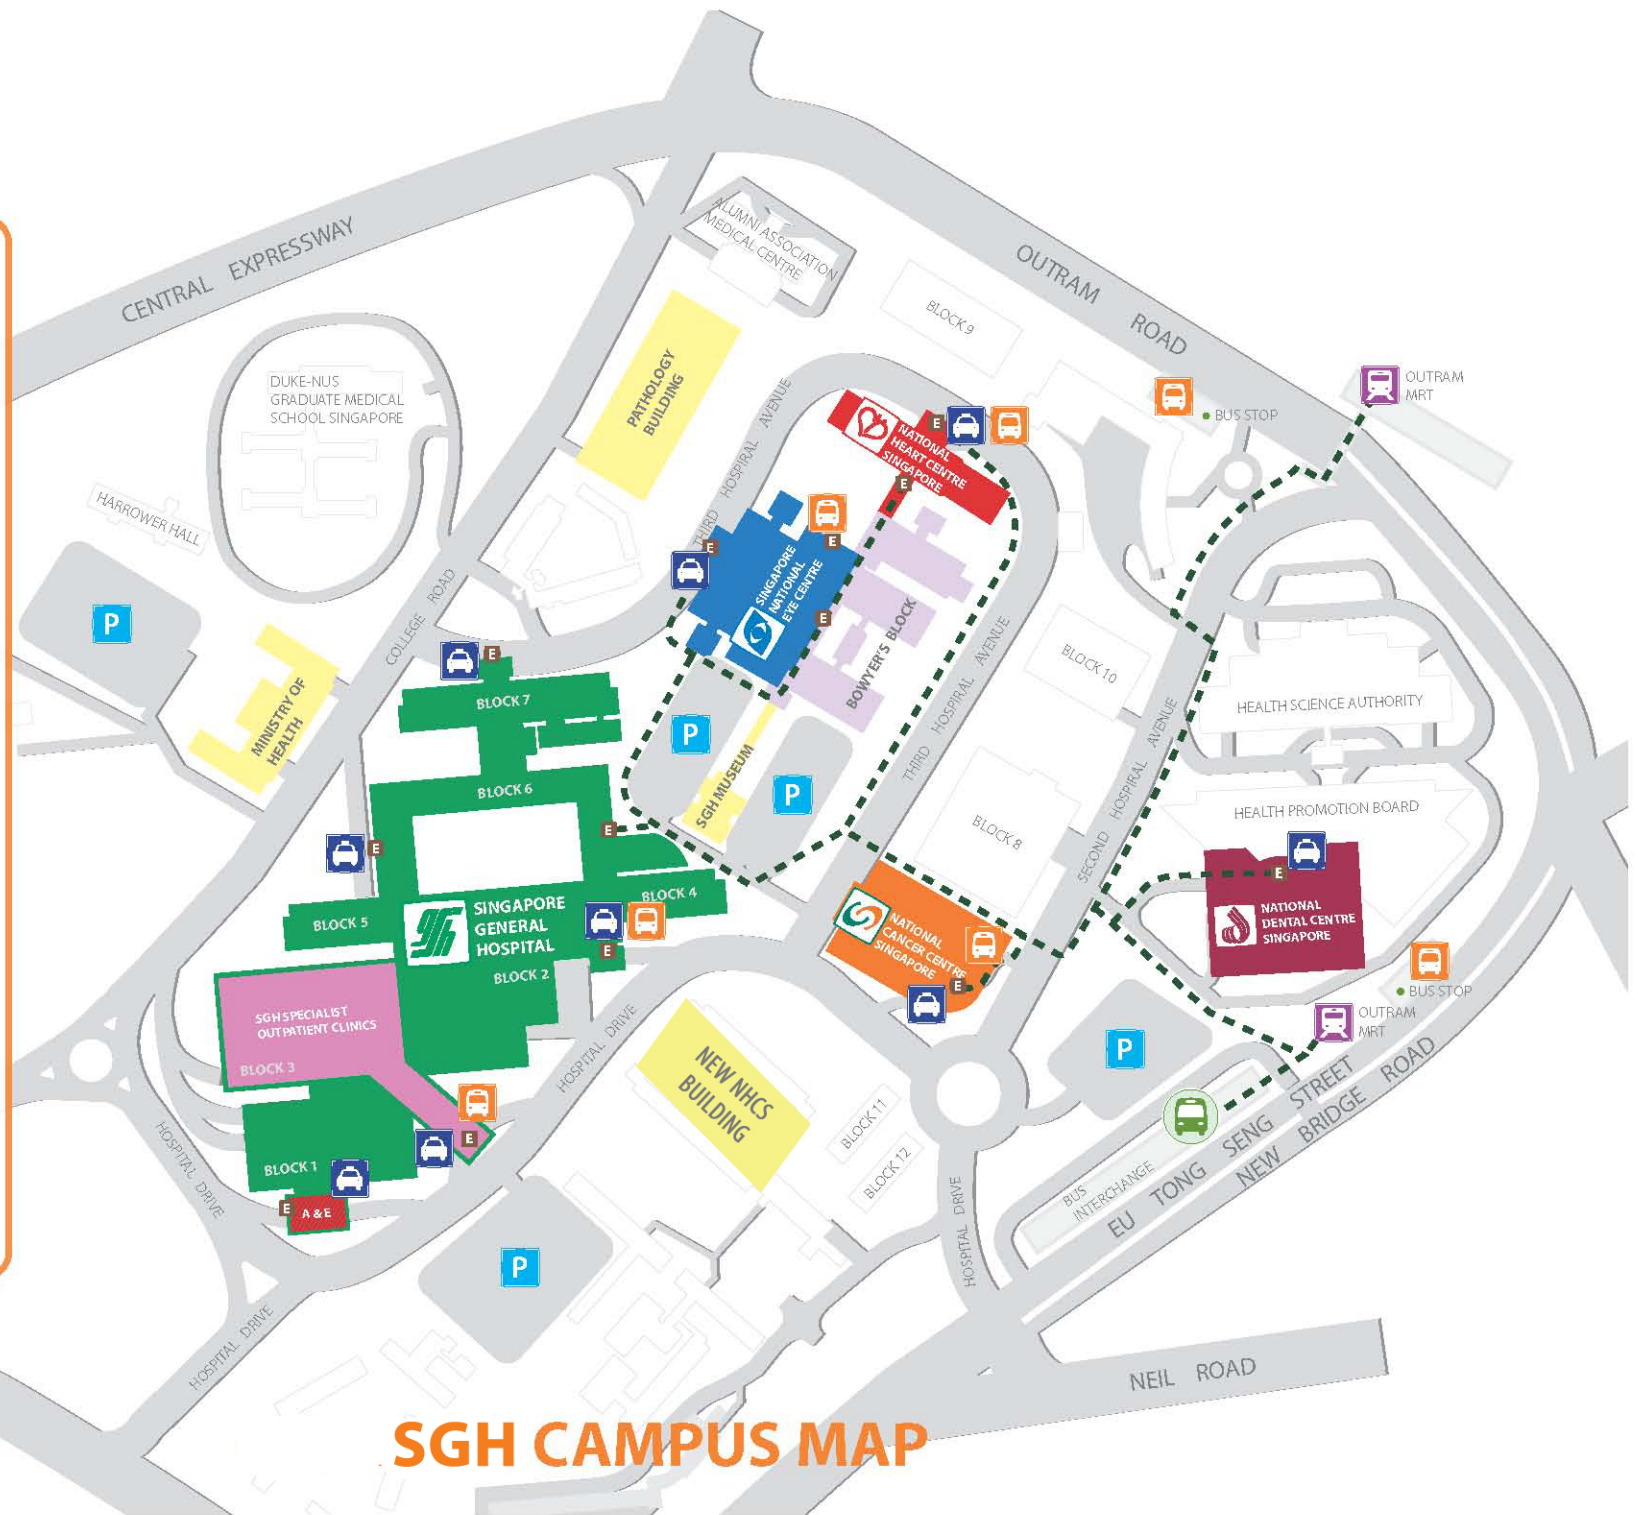 CENTRAL EXPRESSWAY
ALUMNI ASSOCIATION
MEDICAL CENTRE
OUTRAM ROAD
BLOCK 9
PATHOLOGY
BUILDING
DUKE-NUS
GRADUATE MEDICAL
SCHOOL SINGAPORE
HARROWER HALL
THIRD HOSPIRAL AVENUE
E
NATIONAL
HEART CENTRE
SINGAPORE
E
BUS STOP
OUTRAM
MRT
P
COLLEGE ROAD
MINISTRY OF
HEALTH
E
E
SINGAPORE
NATIONAL
EYE CENTRE
E
BOWYER'S BLOCK
E
BLOCK 7
BLOCK 6
P
SGH MUSEUM
P
THIRD HOSPIRAL AVENUE
BLOCK 10
BLOCK 8
SECOND HOSPIRAL AVENUE
HEALTH SCIENCE AUTHORITY
HEALTH PROMOTION BOARD
E
E
E
NATIONAL
DENTAL CENTRE
SINGAPORE
BLOCK 4
BLOCK 5
SINGAPORE
GENERAL
HOSPITAL
E
BLOCK 2
NATIONAL
CANCER CENTRE
SINGAPORE
E
BUS STOP
OUTRAM
MRT
P
SGH SPECIALIST
OUTPATIENT CLINICS
BLOCK 3
HOSPITAL DRIVE
NEW NHCS
BUILDING
BLOCK 11
BLOCK 12
E
BLOCK 1
E
A & E
HOSPITAL DRIVE
P
HOSPITAL DRIVE
BUS
INTERCHANGE
EU TONG SENG STREET
NEW BRIDGE ROAD
HOSPITAL DRIVE
NEIL ROAD
SGH CAMPUS MAP